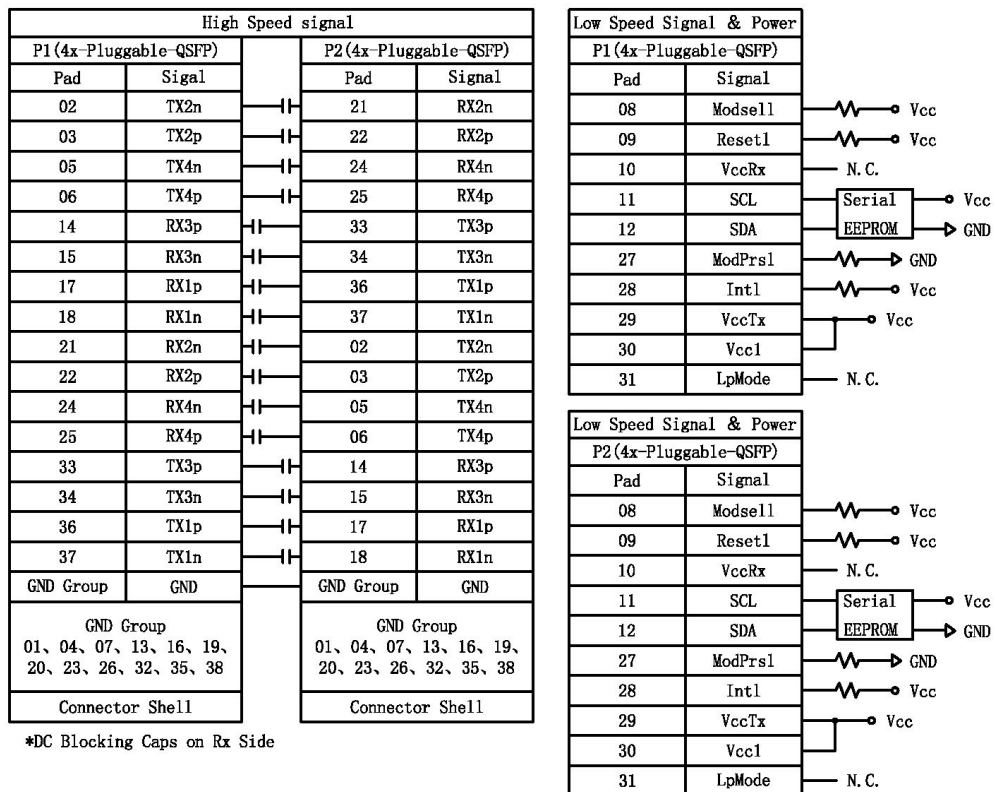 High Speed signal
P1(4x-Pluggable-QSFP) P2(4x-Pluggable-QSFP)
Pad Sigal Pad Signal
02 TX2n 21 RX2n
03 TX2p 22 RX2p
05 TX4n 24 RX4n
06 TX4p 25 RX4p
14 RX3p 33 TX3p
15 RX3n 34 TX3n
17 RX1p 36 TX1p
18 RX1n 37 TX1n
21 RX2n 02 TX2n
22 RX2p 03 TX2p
24 RX4n 05 TX4n
25 RX4p 06 TX4p
33 TX3p 14 RX3p
34 TX3n 15 RX3n
36 TX1p 17 RX1p
37 TX1n 18 RX1n
GND Group GND GND Group GND
GND Group
01、04、07、13、16、19、
20、23、26、32、35、38
GND Group
01、04、07、13、16、19、
20、23、26、32、35、38
Connector Shell Connector Shell
*DC Blocking Caps on Rx Side
Low Speed Signal & Power
P1(4x-Pluggable-QSFP)
Pad Signal
08 Modsell Vcc
09 Resetl Vcc
10 VccRx N.C.
11 SCL Serial Vcc
12 SDA EEPROM GND
27 ModPrsl GND
28 Intl Vcc
29 VccTx Vcc
30 Vcc1
31 LpMode N.C.
Low Speed Signal & Power
P2(4x-Pluggable-QSFP)
Pad Signal
08 Modsell Vcc
09 Resetl Vcc
10 VccRx N.C.
11 SCL Serial Vcc
12 SDA EEPROM GND
27 ModPrsl GND
28 Intl Vcc
29 VccTx Vcc
30 Vcc1
31 LpMode N.C.